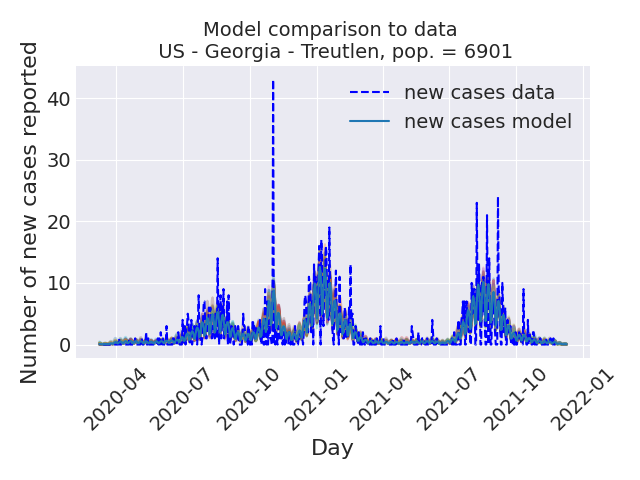 Model comparison to data
US - Georgia - Treutlen, pop. = 6901
Number of new cases reported
40
30
20
10
0
new cases data
new cases model
2020-04
2020-07
2020-10
2021-01
2021-04
2021-07
2021-10
2022-01
Day